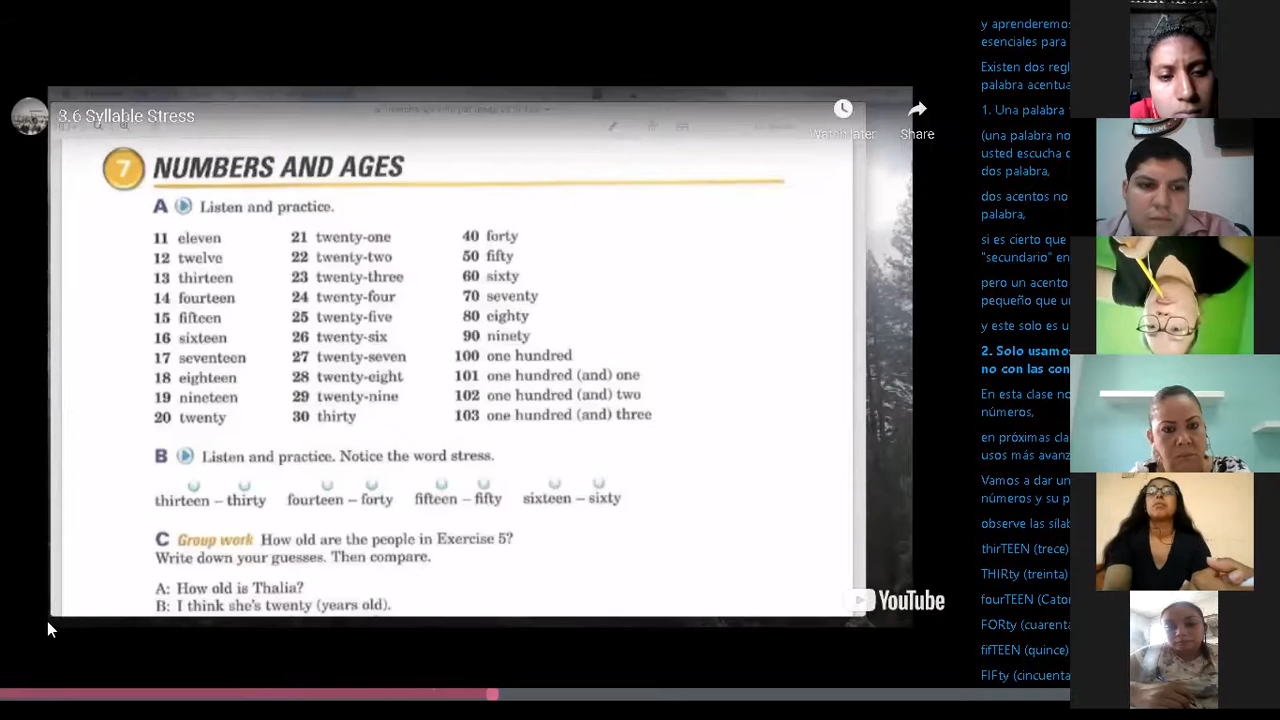 3.6 Syllable Stress
Watch later
Share
7 NUMBERS AND AGES
A Listen and practice.
11 eleven 21 twenty-one 40 forty
12 twelve 22 twenty-two 50 fifty
13 thirteen 23 twenty-three 60 sixty
14 fourteen 24 twenty-four 70 seventy
15 fifteen 25 twenty-five 80 eighty
16 sixteen 26 twenty-six 90 ninety
17 seventeen 27 twenty-seven 100 one hundred
18 eighteen 28 twenty-eight 101 one hundred (and) one
19 nineteen 29 twenty-nine 102 one hundred (and) two
20 twenty 30 thirty 103 one hundred (and) three
B Listen and practice. Notice the word stress.
thirteen – thirty fourteen – forty fifteen – fifty sixteen – sixty
C Group work How old are the people in Exercise 5?
Write down your guesses. Then compare.
A: How old is Thalia?
B: I think she's twenty (years old).
YouTube
y aprenderemos
esenciales para
Existen dos regl
palabra acentua
1. Una palabra
(una palabra no
usted escucha
dos palabra,
dos acentos no
palabra,
si es cierto que
"secundario" en
pero un acento
pequeño que u
y este solo es u
2. Solo usamos
no con las con
En esta clase no
números,
en próximas cla
usos más avanz
Vamos a dar un
números y su p
observe las síla
thirTEEN (trece)
THIRty (treinta)
fourTEEN (Cator
FORty (cuarenta
fifTEEN (quince)
FIFty (cincuenta